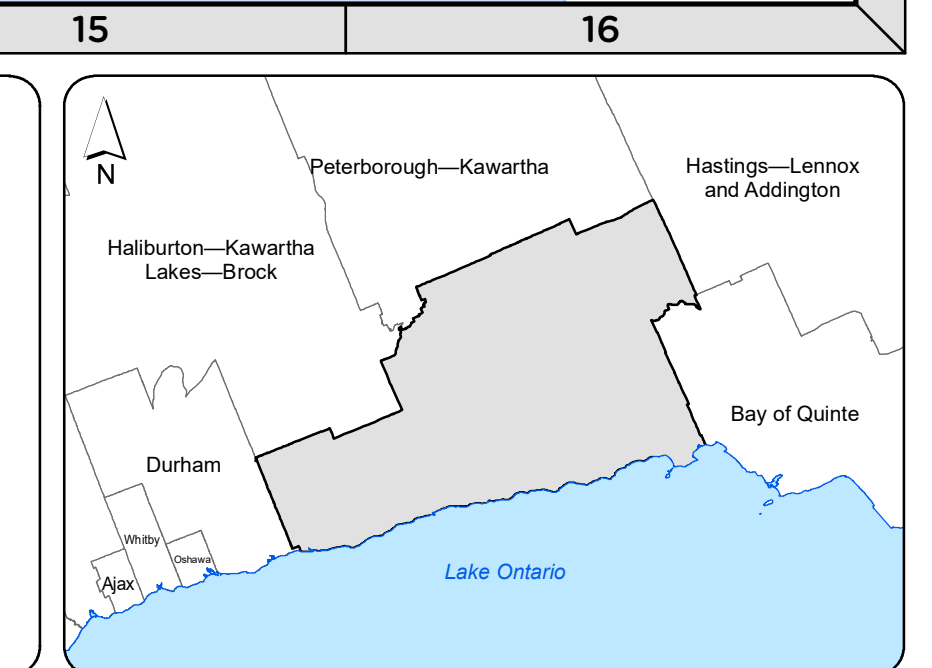 15
16
N
Peterborough—Kawartha
Hastings—Lennox
and Addington
Haliburton—Kawartha
Lakes—Brock
Bay of Quinte
Durham
Whitby
Oshawa
Ajax
Lake Ontario